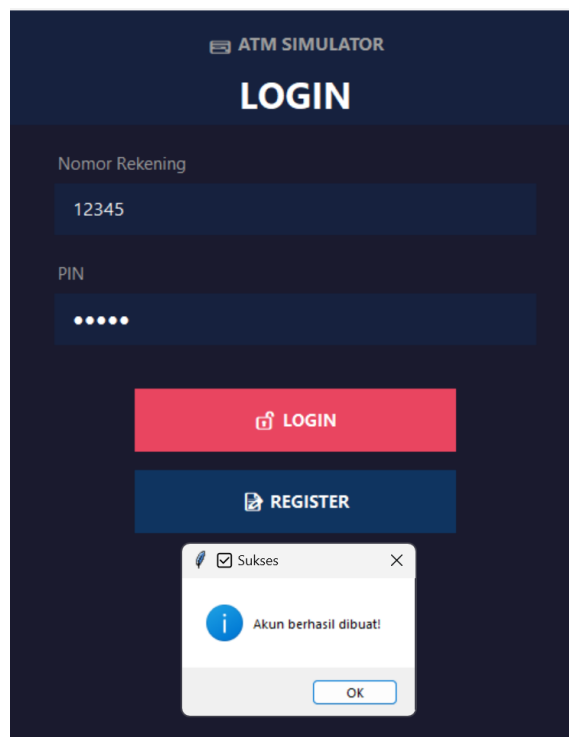 ATM SIMULATOR
LOGIN
Nomor Rekening
12345
PIN
●●●●●
LOGIN
REGISTER
Sukses
Akun berhasil dibuat!
OK